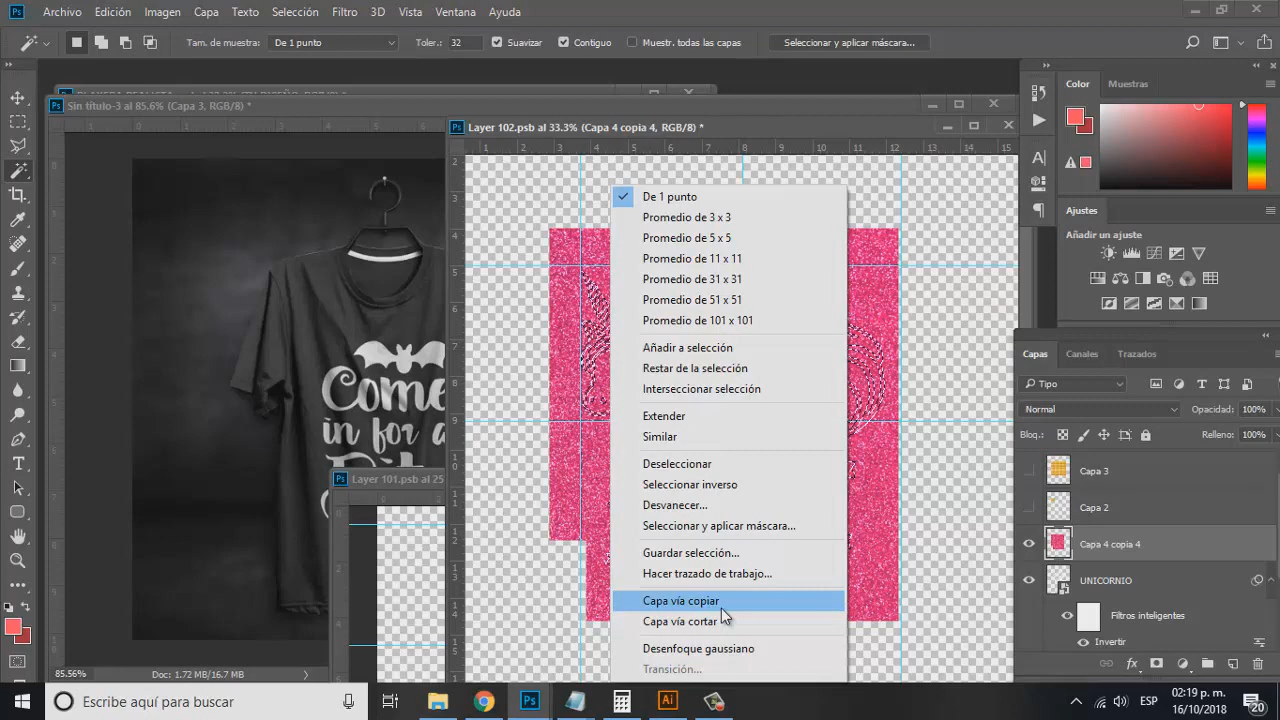 Archivo Edición Imagen Capa Texto Selección Filtro 3D Vista Ventana Ayuda
Tam. de muestra: De 1 punto Toler.: 32 Suavizar Contiguo Muestr. todas las capas Seleccionar y aplicar máscara...
Sin título-3 al 85.6% (Capa 3, RGB/8) *
Layer 102.psb al 33.3% (Capa 4 copia 4, RGB/8) *
Color Muestras
De 1 punto
Promedio de 3 x 3
Promedio de 5 x 5
Promedio de 11 x 11
Promedio de 31 x 31
Promedio de 51 x 51
Promedio de 101 x 101
Añadir a selección
Restar de la selección
Interseccionar selección
Extender
Similar
Deseleccionar
Seleccionar inverso
Desvanecer...
Seleccionar y aplicar máscara...
Guardar selección...
Hacer trazado de trabajo...
Capa vía copiar
Capa vía cortar
Desenfoque gaussiano
Transición...
Come
in for a
Layer 101.psb al 25
85.56% Doc: 1.72 MB/16.7 MB
Ajustes
Añadir un ajuste
Capas Canales Trazados
Tipo
Normal Opacidad: 100%
Bloq.: Relleno: 100%
Capa 3
Capa 2
Capa 4 copia 4
UNICORNIO
Filtros inteligentes
Invertir
Escribe aquí para buscar
ESP
02:19 p. m.
16/10/2018
20